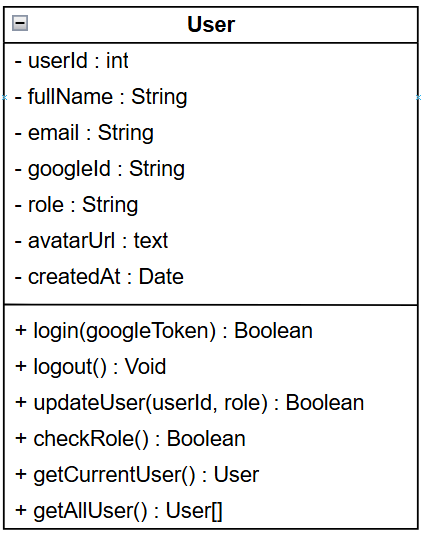 User
- userId : int
- fullName : String
- email : String
- googleId : String
- role : String
- avatarUrl : text
- createdAt : Date
+ login(googleToken) : Boolean
+ logout() : Void
+ updateUser(userId, role) : Boolean
+ checkRole() : Boolean
+ getCurrentUser() : User
+ getAllUser() : User[]